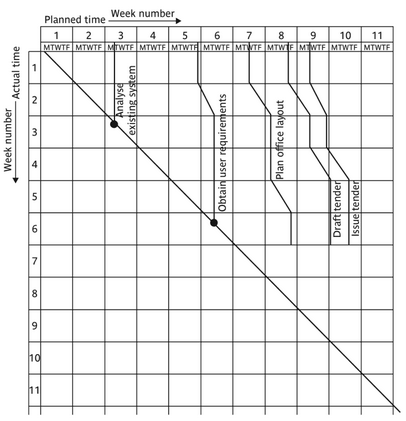 Planned time Week number
1 2 3 4 5 6 7 8 9 10 11
MTWTF MTWTF MTWTF MTWTF MTWTF MTWTF MTWTF MTWTF MTWTF MTWTF MTWTF
Week number Actual time
1
2
3
4
5
6
7
8
9
10
11
Analyse
existing system
Obtain user requirements
Plan office layout
Draft tender
Issue tender